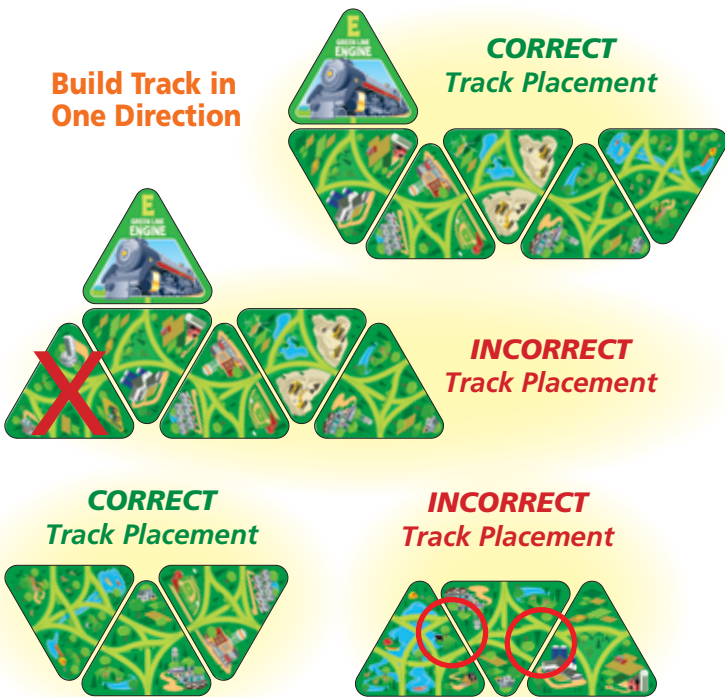 E
GREEN LINE
ENGINE
CORRECT
Track Placement
Build Track in
One Direction
E
GREEN LINE
ENGINE
X
INCORRECT
Track Placement
CORRECT
Track Placement
INCORRECT
Track Placement